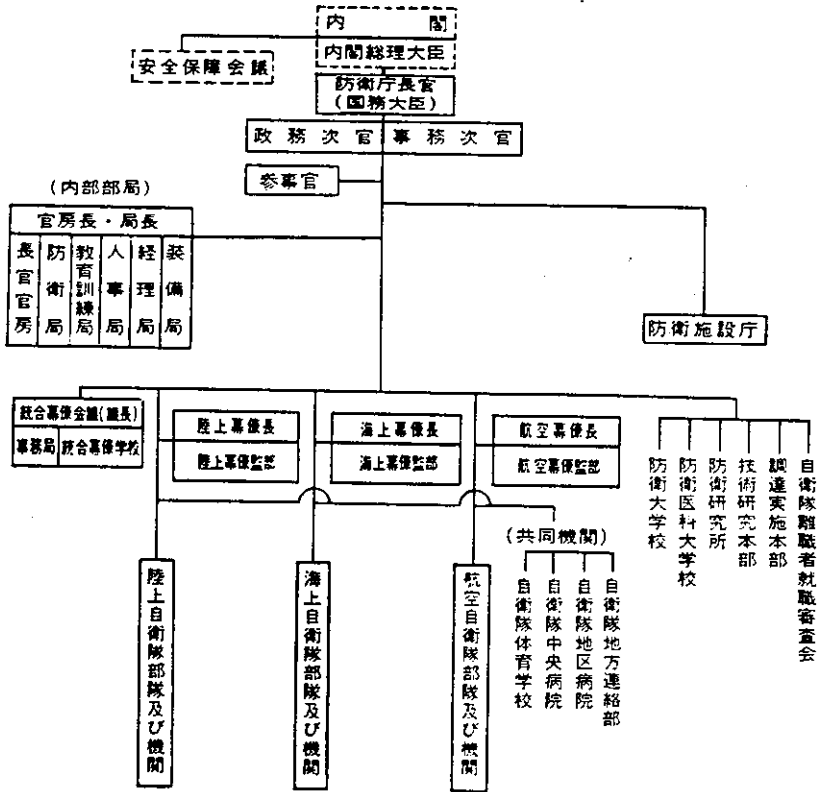 内閣
内閣総理大臣
安全保障会議
防衛庁長官
(国務大臣)
政務次官
事務次官
参事官
(内部部局)
官房長・局長
長官官房
防衛局
教育訓練局
人事局
経理局
装備局
防衛施設庁
統合幕僚会議(議長)
事務局
統合幕僚学校
陸上幕僚長
陸上幕僚監部
海上幕僚長
海上幕僚監部
航空幕僚長
航空幕僚監部
防衛大学校
防衛医科大学校
防衛研究所
技術研究本部
調達実施本部
自衛隊離職者就職審査会
(共同機関)
自衛隊体育学校
自衛隊中央病院
自衛隊地区病院
自衛隊地方連絡部
陸上自衛隊部隊及び機関
海上自衛隊部隊及び機関
航空自衛隊部隊及び機関